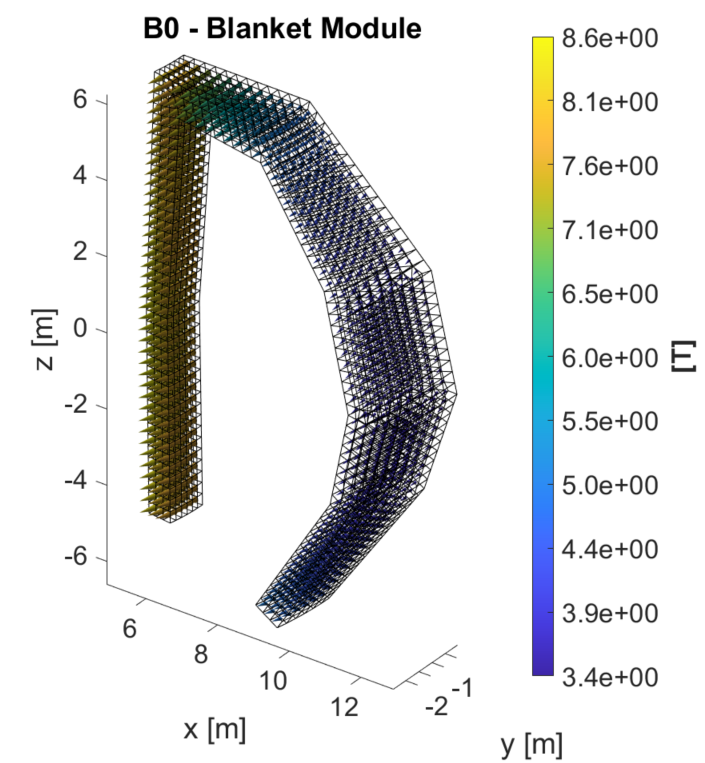 B0 - Blanket Module
6
4
2
0
-2
-4
-6
z [m]
6
8
10
12
x [m]
-2
-1
y [m]
8.6e+00
8.1e+00
7.6e+00
7.1e+00
6.5e+00
6.0e+00
5.5e+00
5.0e+00
4.4e+00
3.9e+00
3.4e+00
[T]